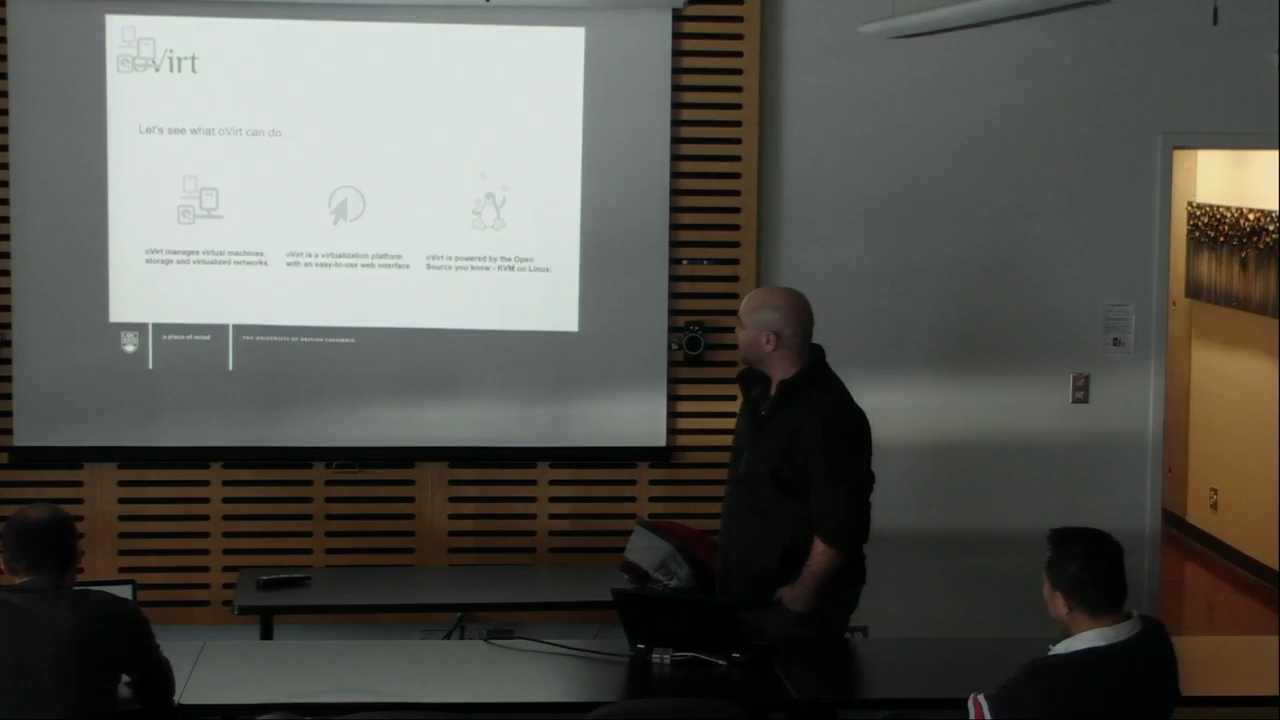 oVirt
Let's see what oVirt can do
oVirt manages virtual machines,
storage and virtualized networks.
oVirt is a virtualization platform
with an easy-to-use web interface
oVirt is powered by the Open
Source you know - KVM on Linux.
UBC
a place of mind
THE UNIVERSITY OF BRITISH COLUMBIA